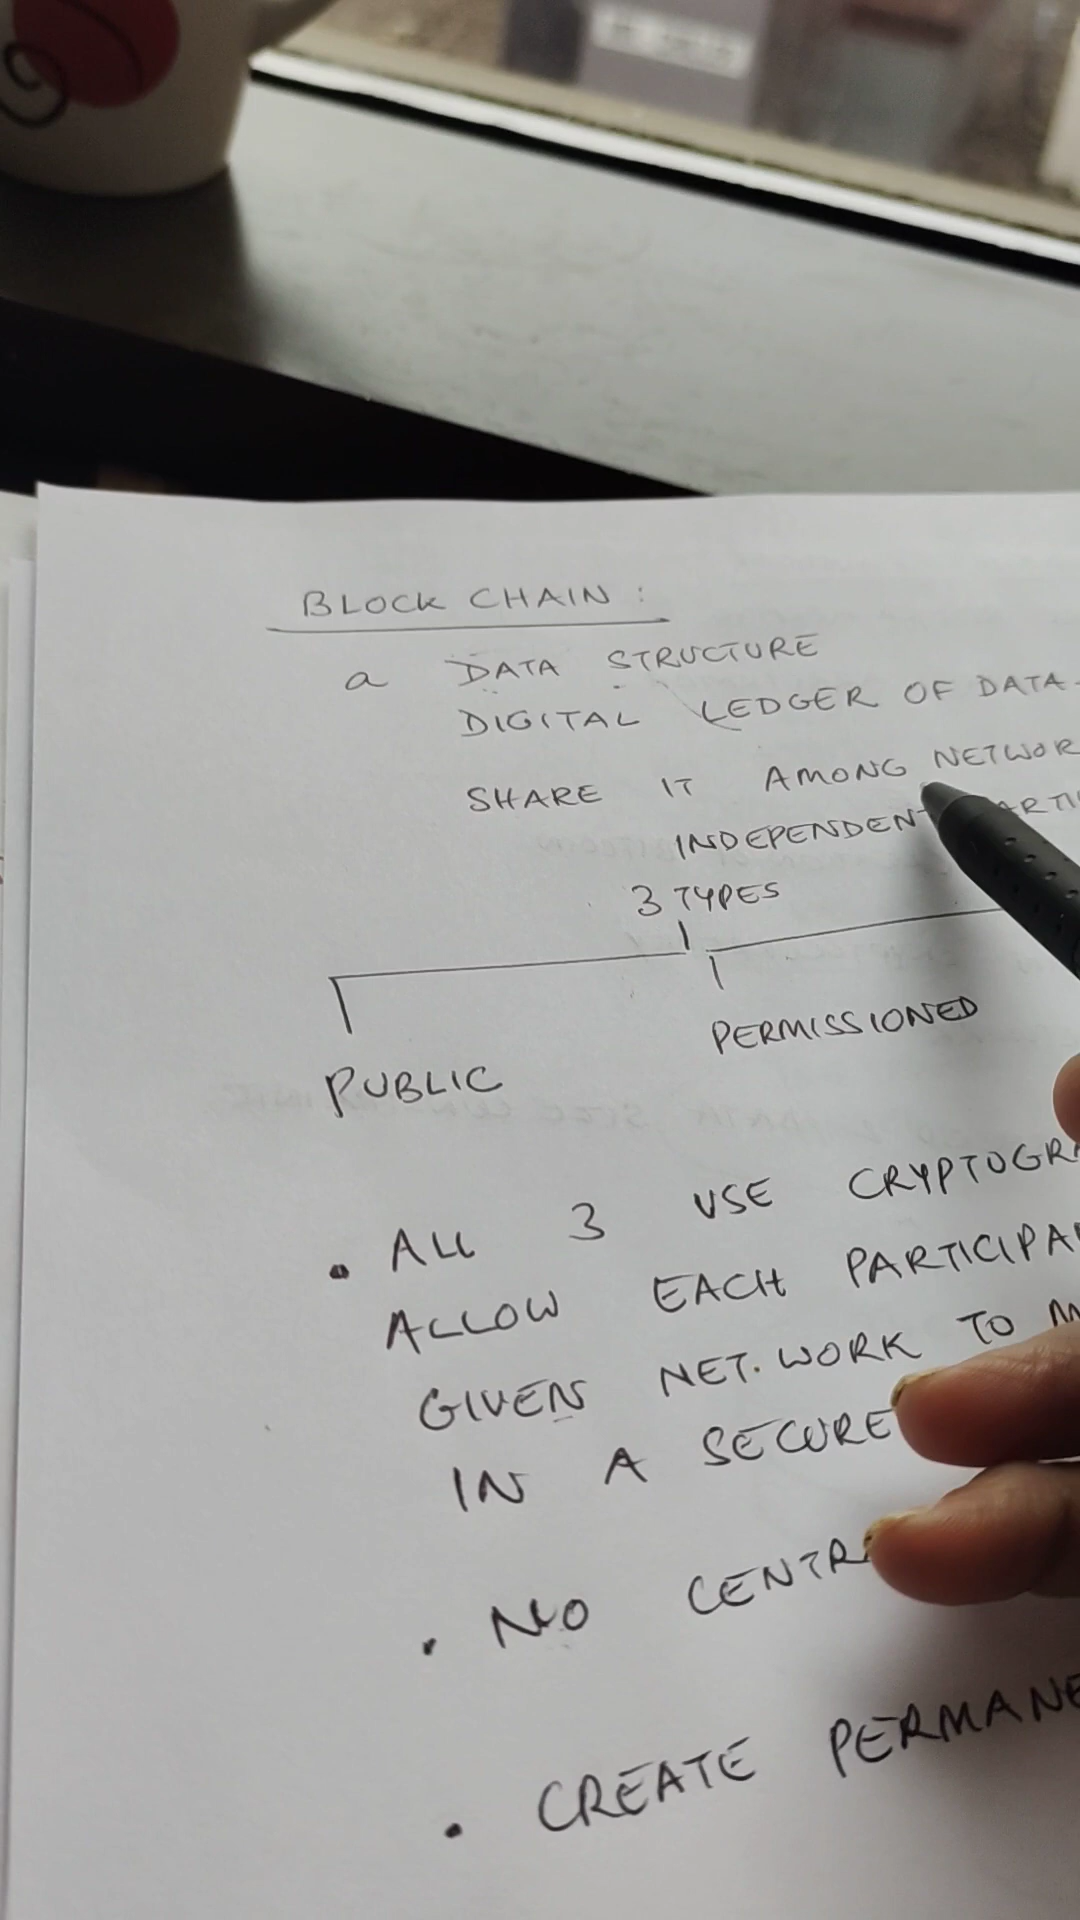 BLOCK CHAIN :
a DATA STRUCTURE
DIGITAL LEDGER OF DATA
SHARE IT AMONG
INDEPENDENT
3 TYPES
PERMISSIONED
PUBLIC
• ALL 3 USE
ALLOW EACH
GIVEN NET.WORK TO
IN A SECURE
• NO
• CREATE